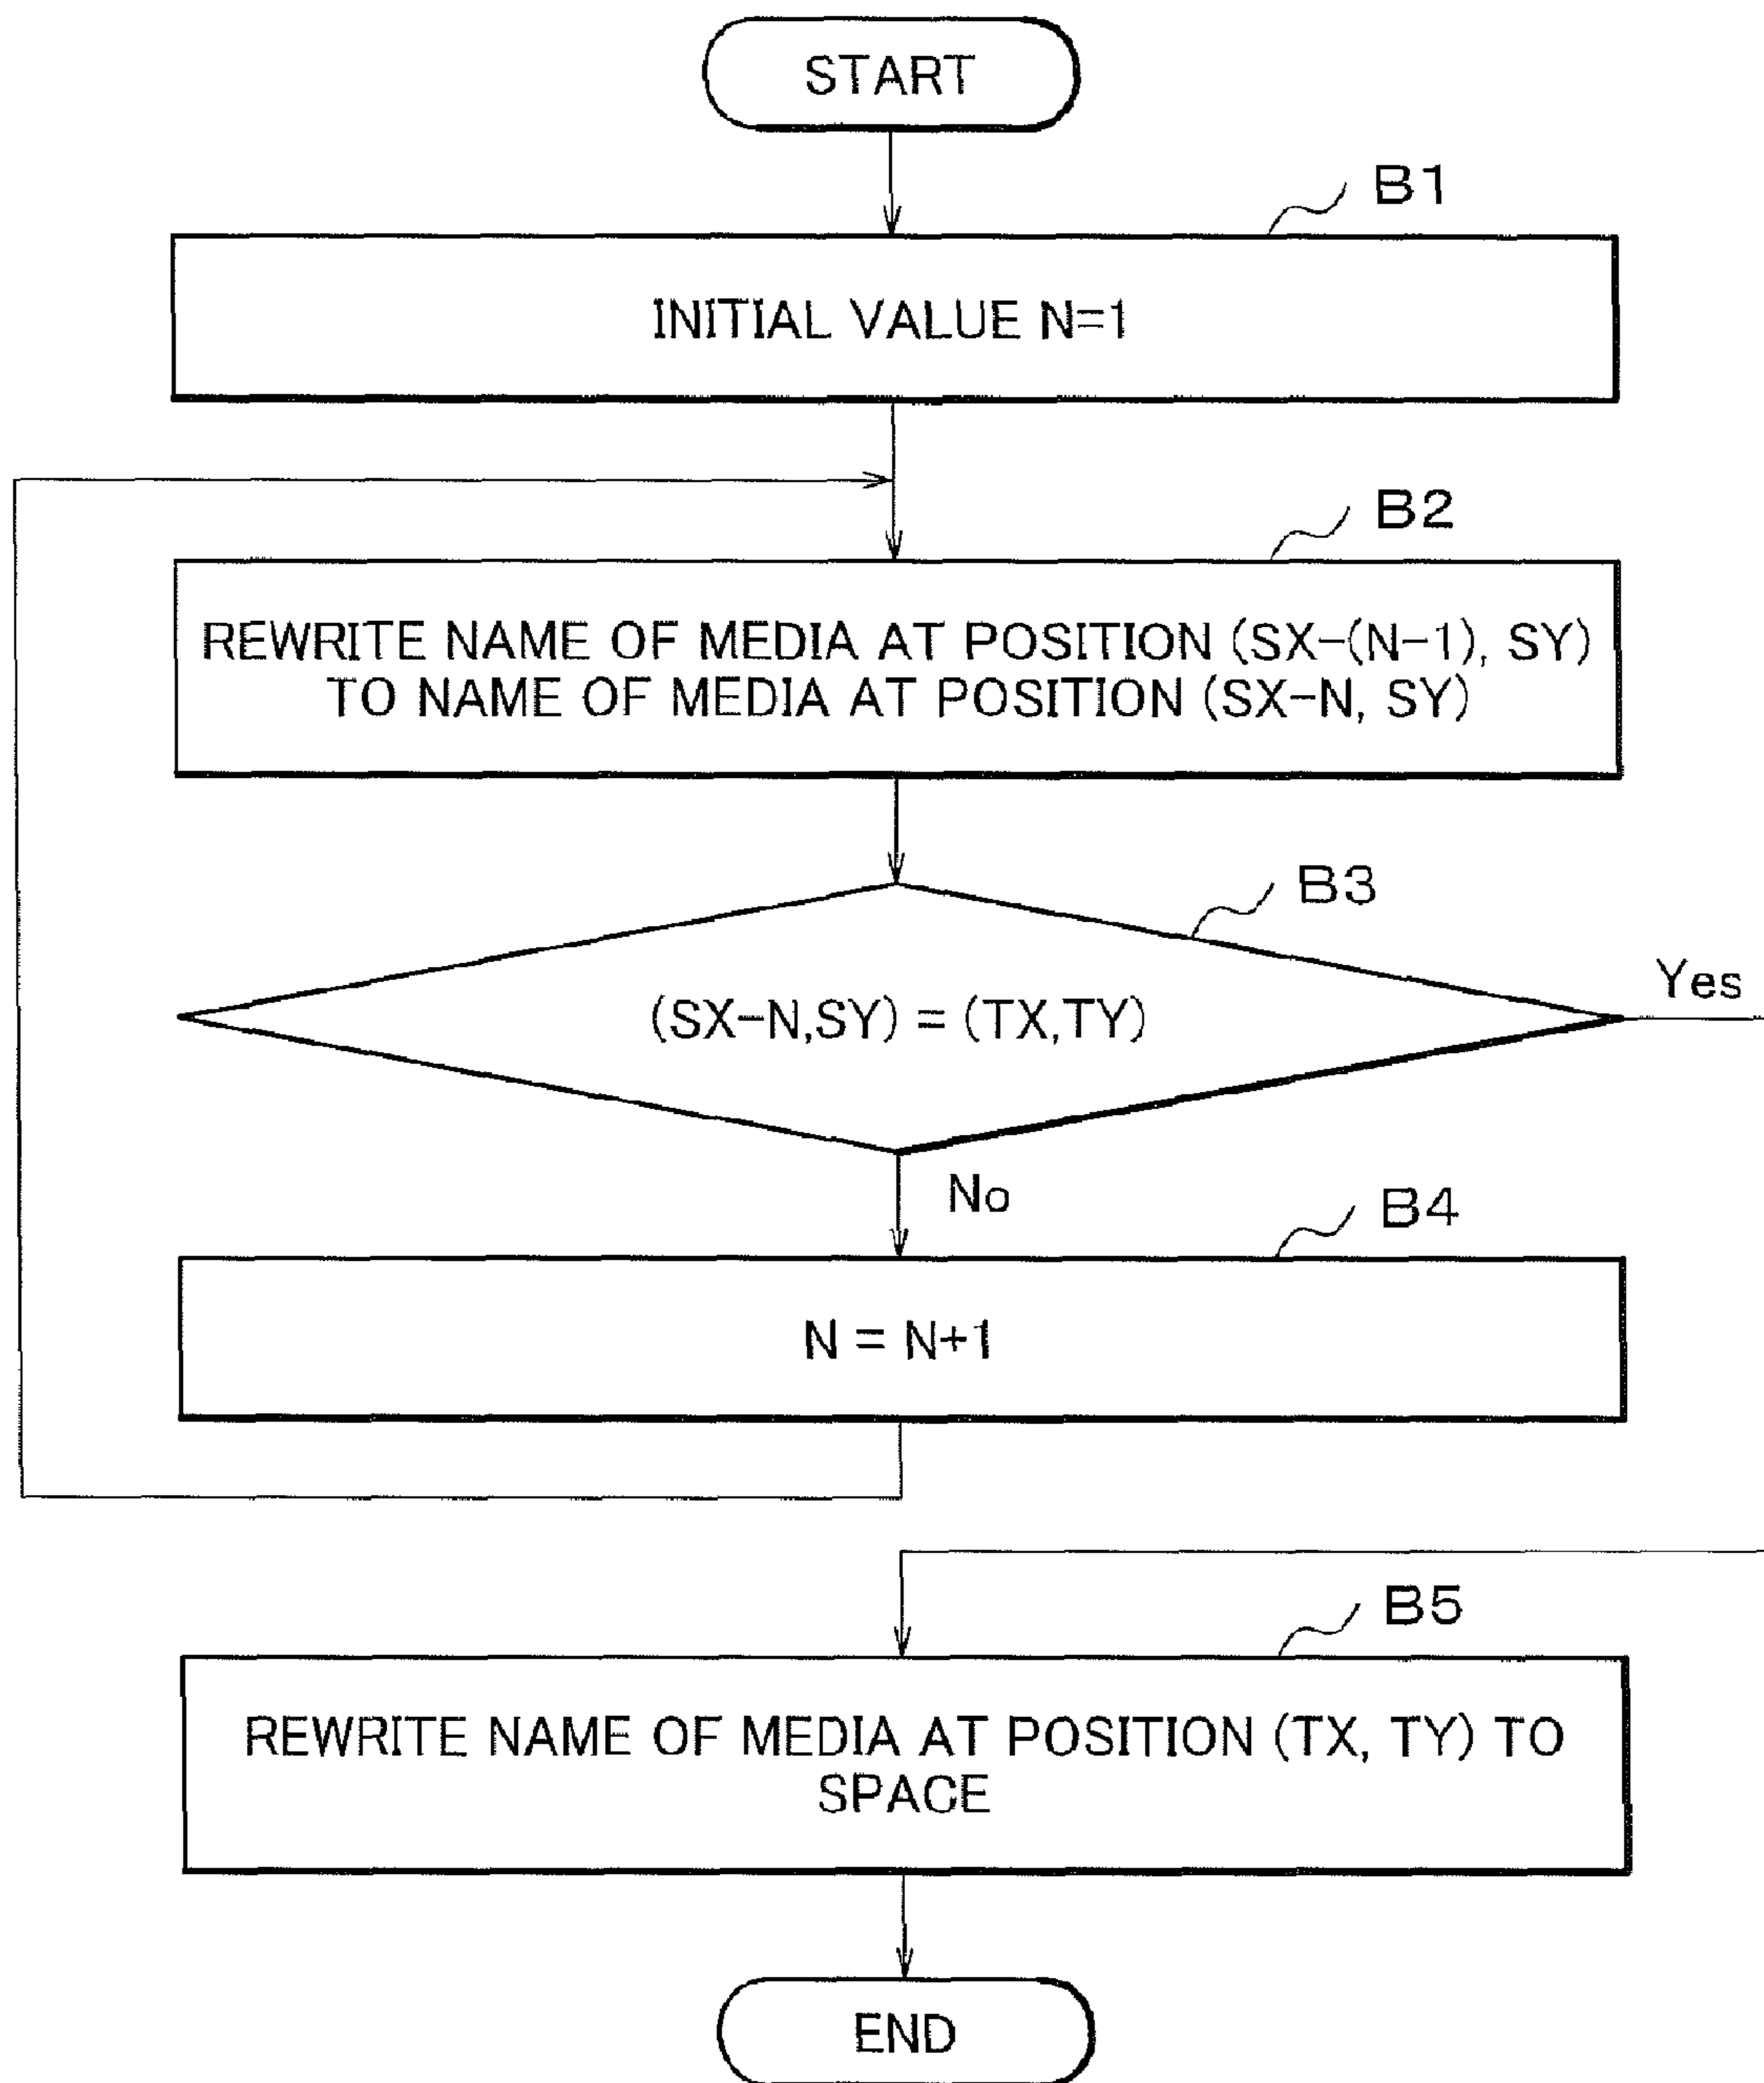 START
B1
INITIAL VALUE N=1
B2
REWRITE NAME OF MEDIA AT POSITION (SX-(N-1), SY)
TO NAME OF MEDIA AT POSITION (SX-N, SY)
B3
(SX-N,SY) = (TX,TY)
Yes
No
B4
N = N+1
B5
REWRITE NAME OF MEDIA AT POSITION (TX, TY) TO
SPACE
END